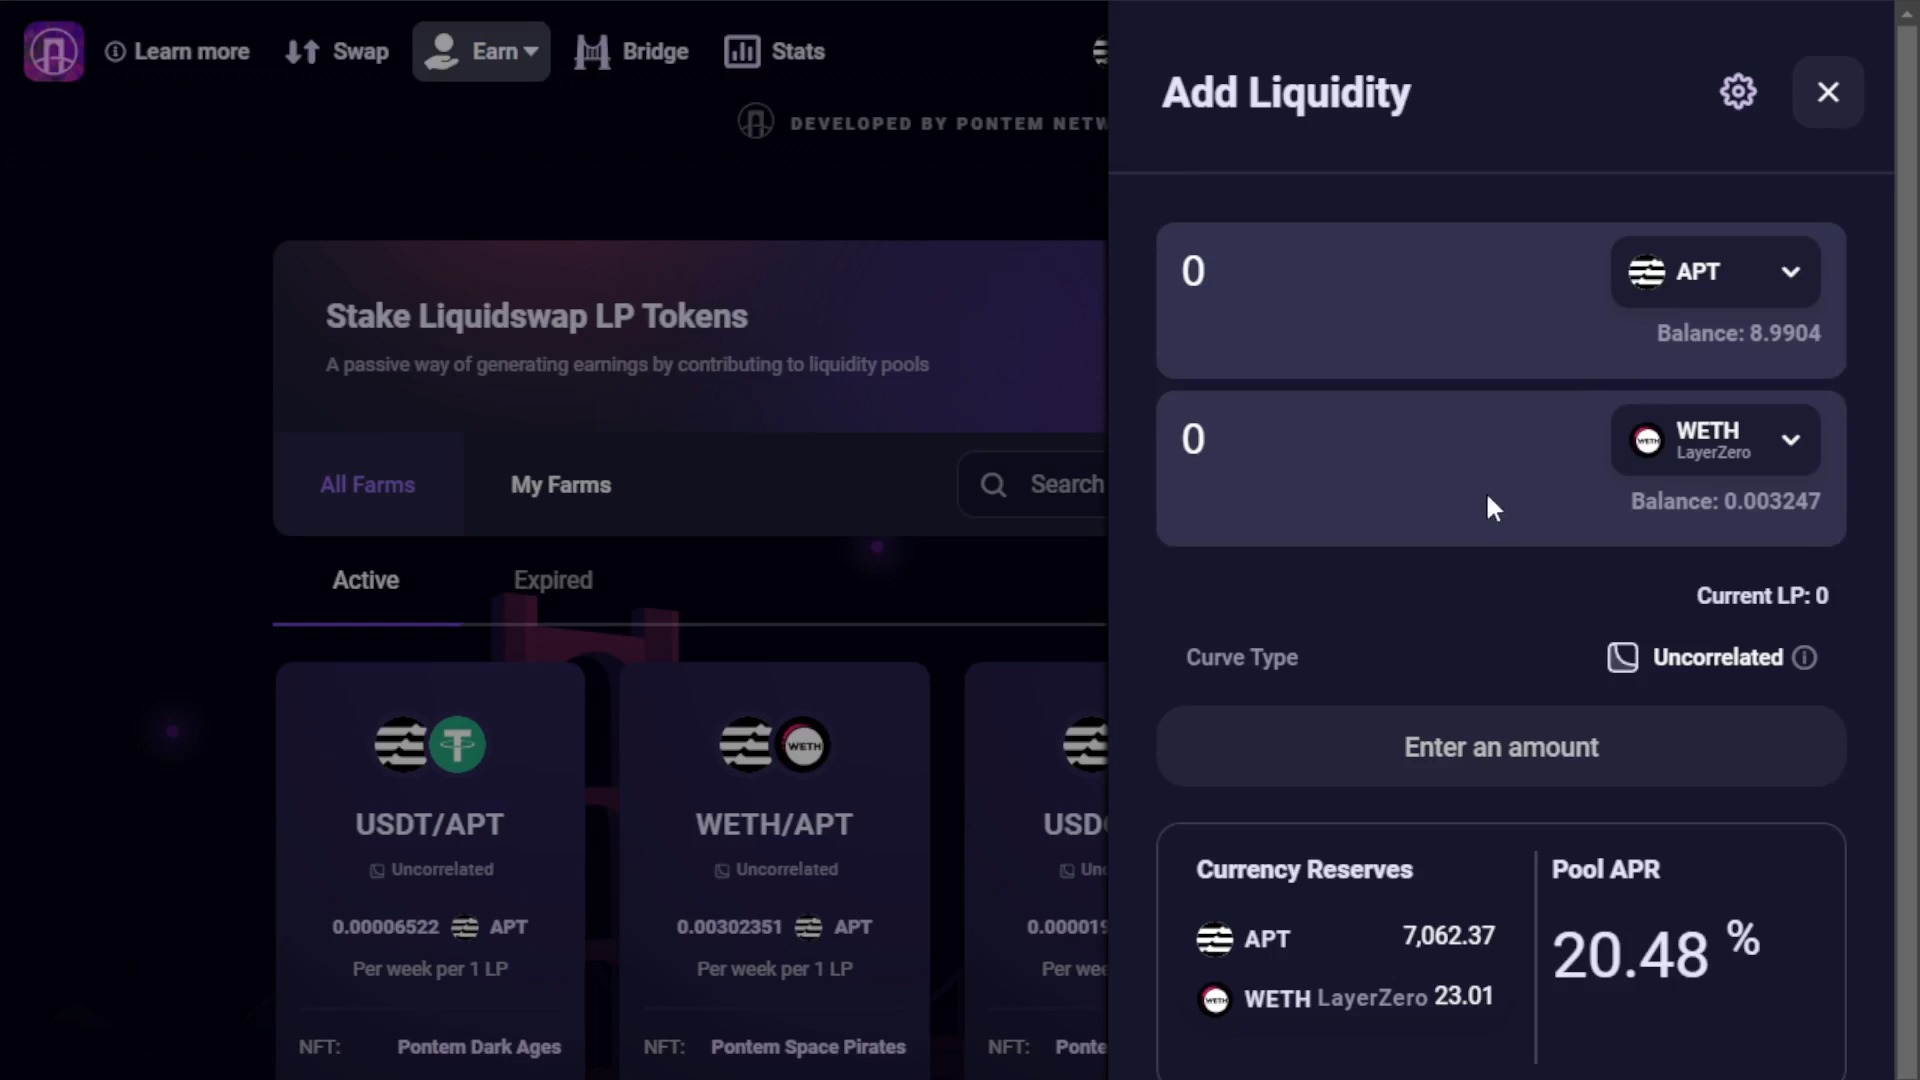 Learn more
Swap
Earn
Bridge
Stats
DEVELOPED BY PONTEM
Stake Liquidswap LP Tokens
A passive way of generating earnings by contributing to liquidity pools
All Farms
My Farms
Search
Active
Expired
USDT/APT
Uncorrelated
0.00006522 APT
Per week per 1 LP
NFT: Pontem Dark Ages
WETH/APT
Uncorrelated
0.00302351 APT
Per week per 1 LP
NFT: Pontem Space Pirates
NFT:
Add Liquidity
0
APT
Balance: 8.9904
0
WETH
LayerZero
Balance: 0.003247
Current LP: 0
Curve Type
Uncorrelated
Enter an amount
Currency Reserves
APT 7,062.37
WETH LayerZero 23.01
Pool APR
20.48 %